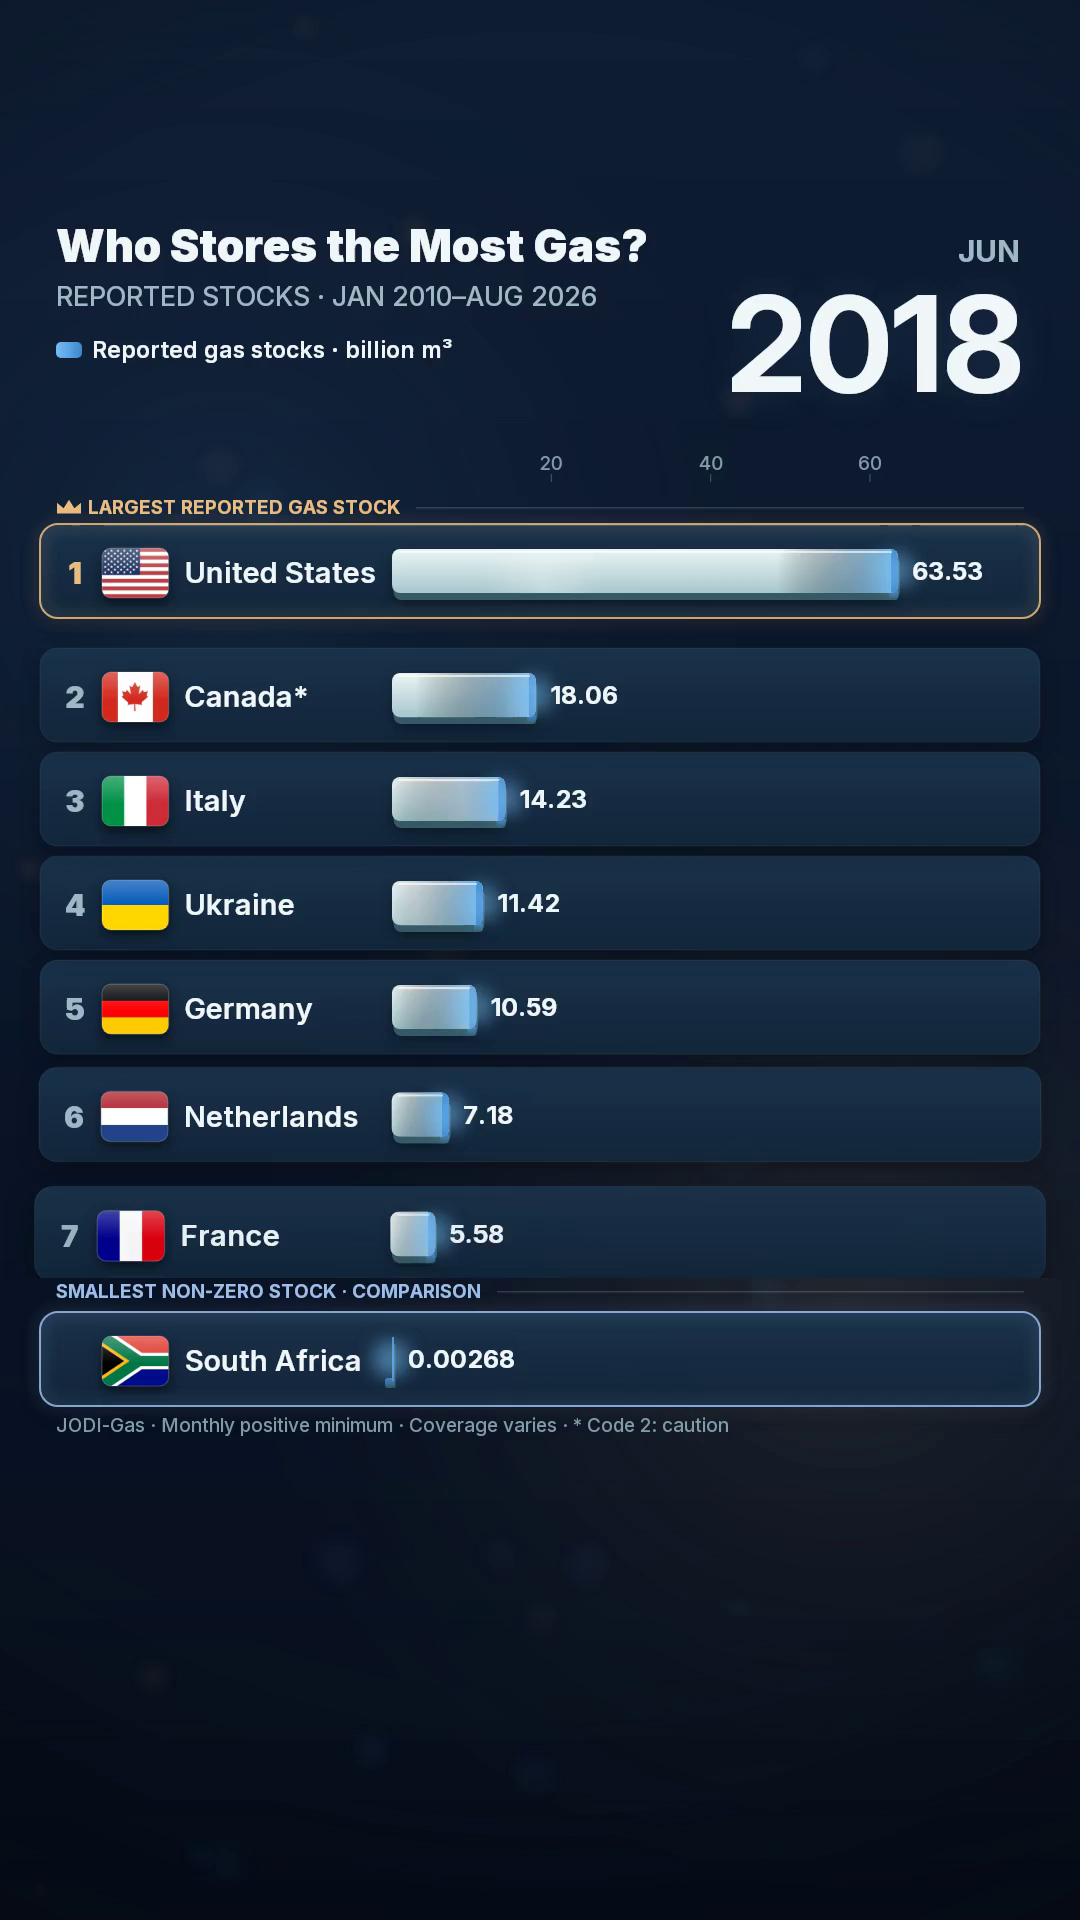 Who Stores the Most Gas?
REPORTED STOCKS · JAN 2010–AUG 2026
Reported gas stocks · billion m³
JUN
2018
20 40 60
LARGEST REPORTED GAS STOCK
1 United States 63.53
2 Canada* 18.06
3 Italy 14.23
4 Ukraine 11.42
5 Germany 10.59
6 Netherlands 7.18
7 France 5.58
SMALLEST NON-ZERO STOCK · COMPARISON
South Africa 0.00268
JODI-Gas · Monthly positive minimum · Coverage varies · * Code 2: caution